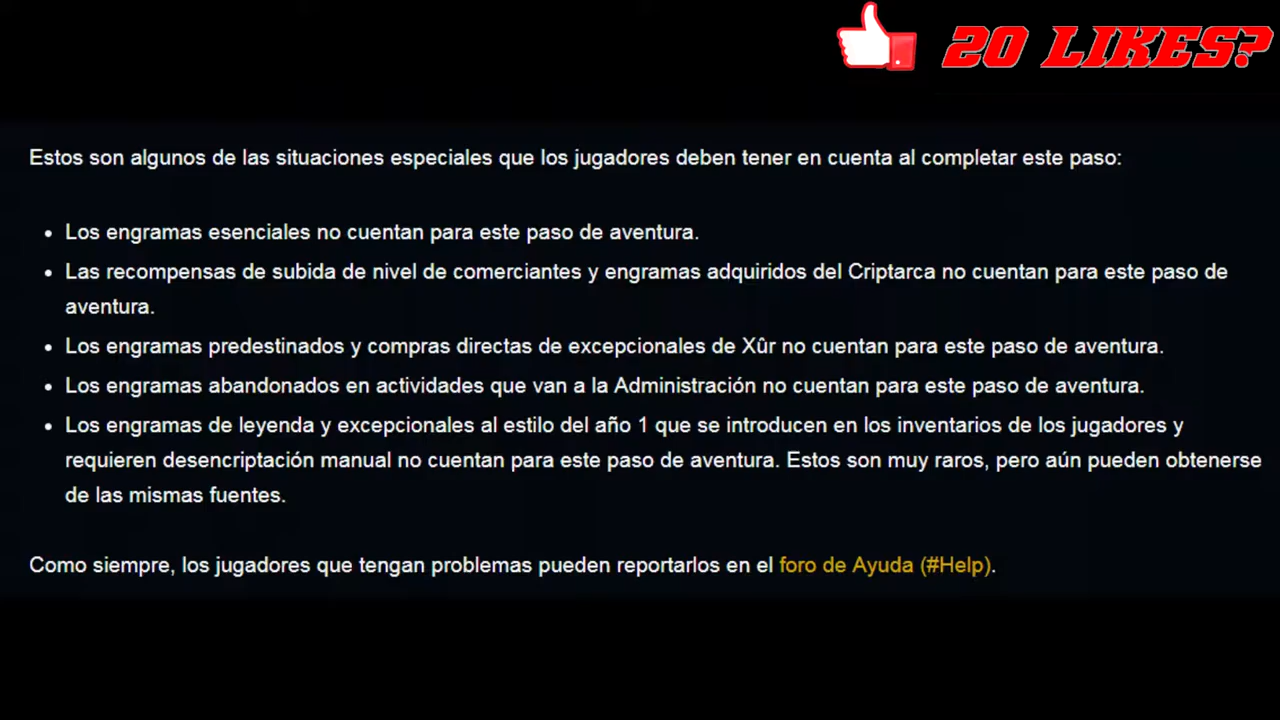 20 LIKES?
Estos son algunos de las situaciones especiales que los jugadores deben tener en cuenta al completar este paso:
• Los engramas esenciales no cuentan para este paso de aventura.
• Las recompensas de subida de nivel de comerciantes y engramas adquiridos del Criptarca no cuentan para este paso de
aventura.
• Los engramas predestinados y compras directas de excepcionales de Xûr no cuentan para este paso de aventura.
• Los engramas abandonados en actividades que van a la Administración no cuentan para este paso de aventura.
• Los engramas de leyenda y excepcionales al estilo del año 1 que se introducen en los inventarios de los jugadores y
requieren desencriptación manual no cuentan para este paso de aventura. Estos son muy raros, pero aún pueden obtenerse
de las mismas fuentes.
Como siempre, los jugadores que tengan problemas pueden reportarlos en el foro de Ayuda (#Help).